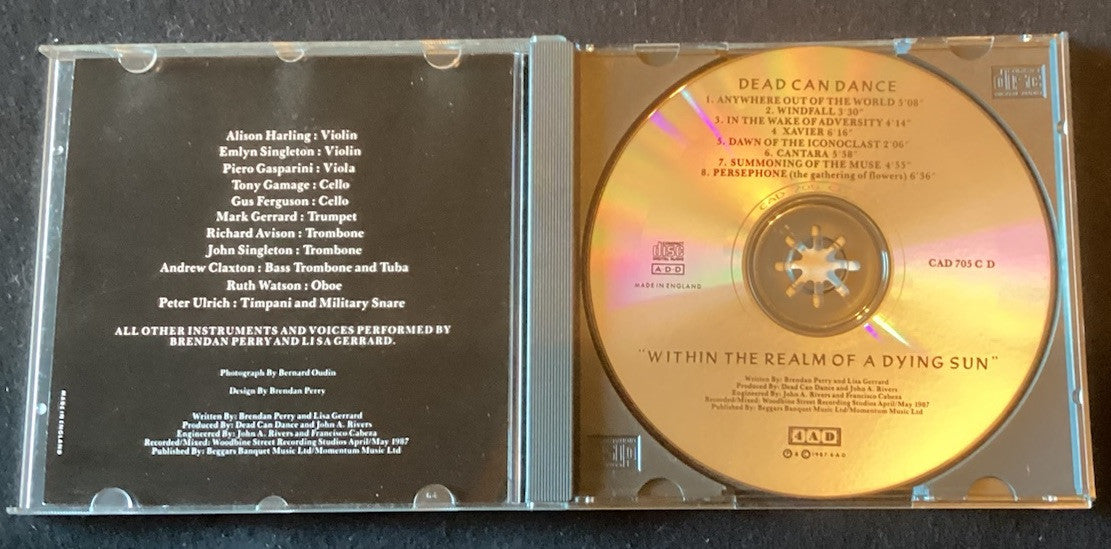 Alison Harling : Violin
Emlyn Singleton : Violin
Piero Gasparini : Viola
Tony Gamage : Cello
Gus Ferguson : Cello
Mark Gerrard : Trumpet
Richard Avison : Trombone
John Singleton : Trombone
Andrew Claxton : Bass Trombone and Tuba
Ruth Watson : Oboe
Peter Ulrich : Timpani and Military Snare
ALL OTHER INSTRUMENTS AND VOICES PERFORMED BY
BRENDAN PERRY AND LISA GERRARD.
Photograph By Bernard Oudin
Design By Brendan Perry
Written By: Brendan Perry and Lisa Gerrard
Produced By: Dead Can Dance and John A. Rivers
Engineered By: John A. Rivers and Francisco Cabeza
Recorded/Mixed: Woodbine Street Recording Studios April/May 1987
Published By: Beggars Banquet Music Ltd/Momentum Music Ltd
MADE IN ENGLAND
DEAD CAN DANCE
1. ANYWHERE OUT OF THE WORLD 5'08"
2. WINDFALL 3'30"
3. IN THE WAKE OF ADVERSITY 4'14"
4 XAVIER 6'16"
5. DAWN OF THE ICONOCLAST 2'06"
6. CANTARA 5'58"
7. SUMMONING OF THE MUSE 4'55"
8. PERSEPHONE (the gathering of flowers) 6'36"
disc
A D D
MADE IN ENGLAND
CAD 705 C D
"WITHIN THE REALM OF A DYING SUN"
Written By: Brendan Perry and Lisa Gerrard
Produced By: Dead Can Dance and John A. Rivers
Engineered By: John A. Rivers and Francisco Cabeza
Recorded/Mixed: Woodbine Street Recording Studios April/May 1987
Published By: Beggars Banquet Music Ltd/Momentum Music Ltd
4AD
℗ & © 1987 4 A D
disc